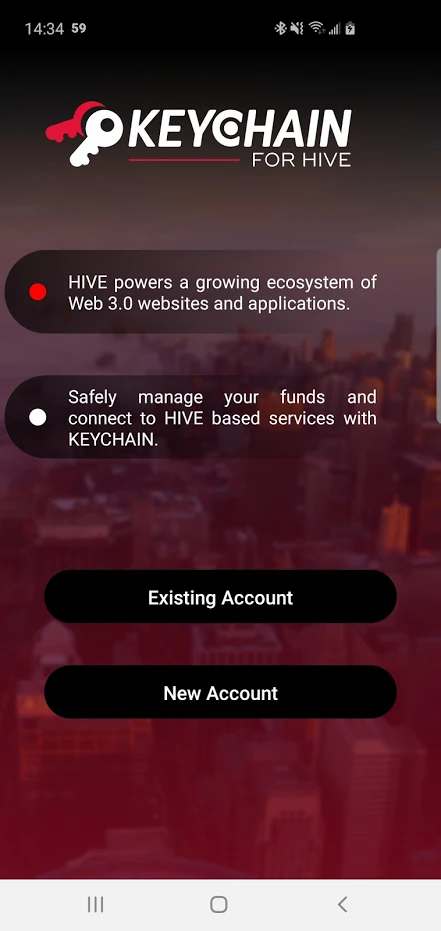 14:34 59
KEYCHAIN
FOR HIVE
HIVE powers a growing ecosystem of
Web 3.0 websites and applications.
Safely manage your funds and
connect to HIVE based services with
KEYCHAIN.
Existing Account
New Account